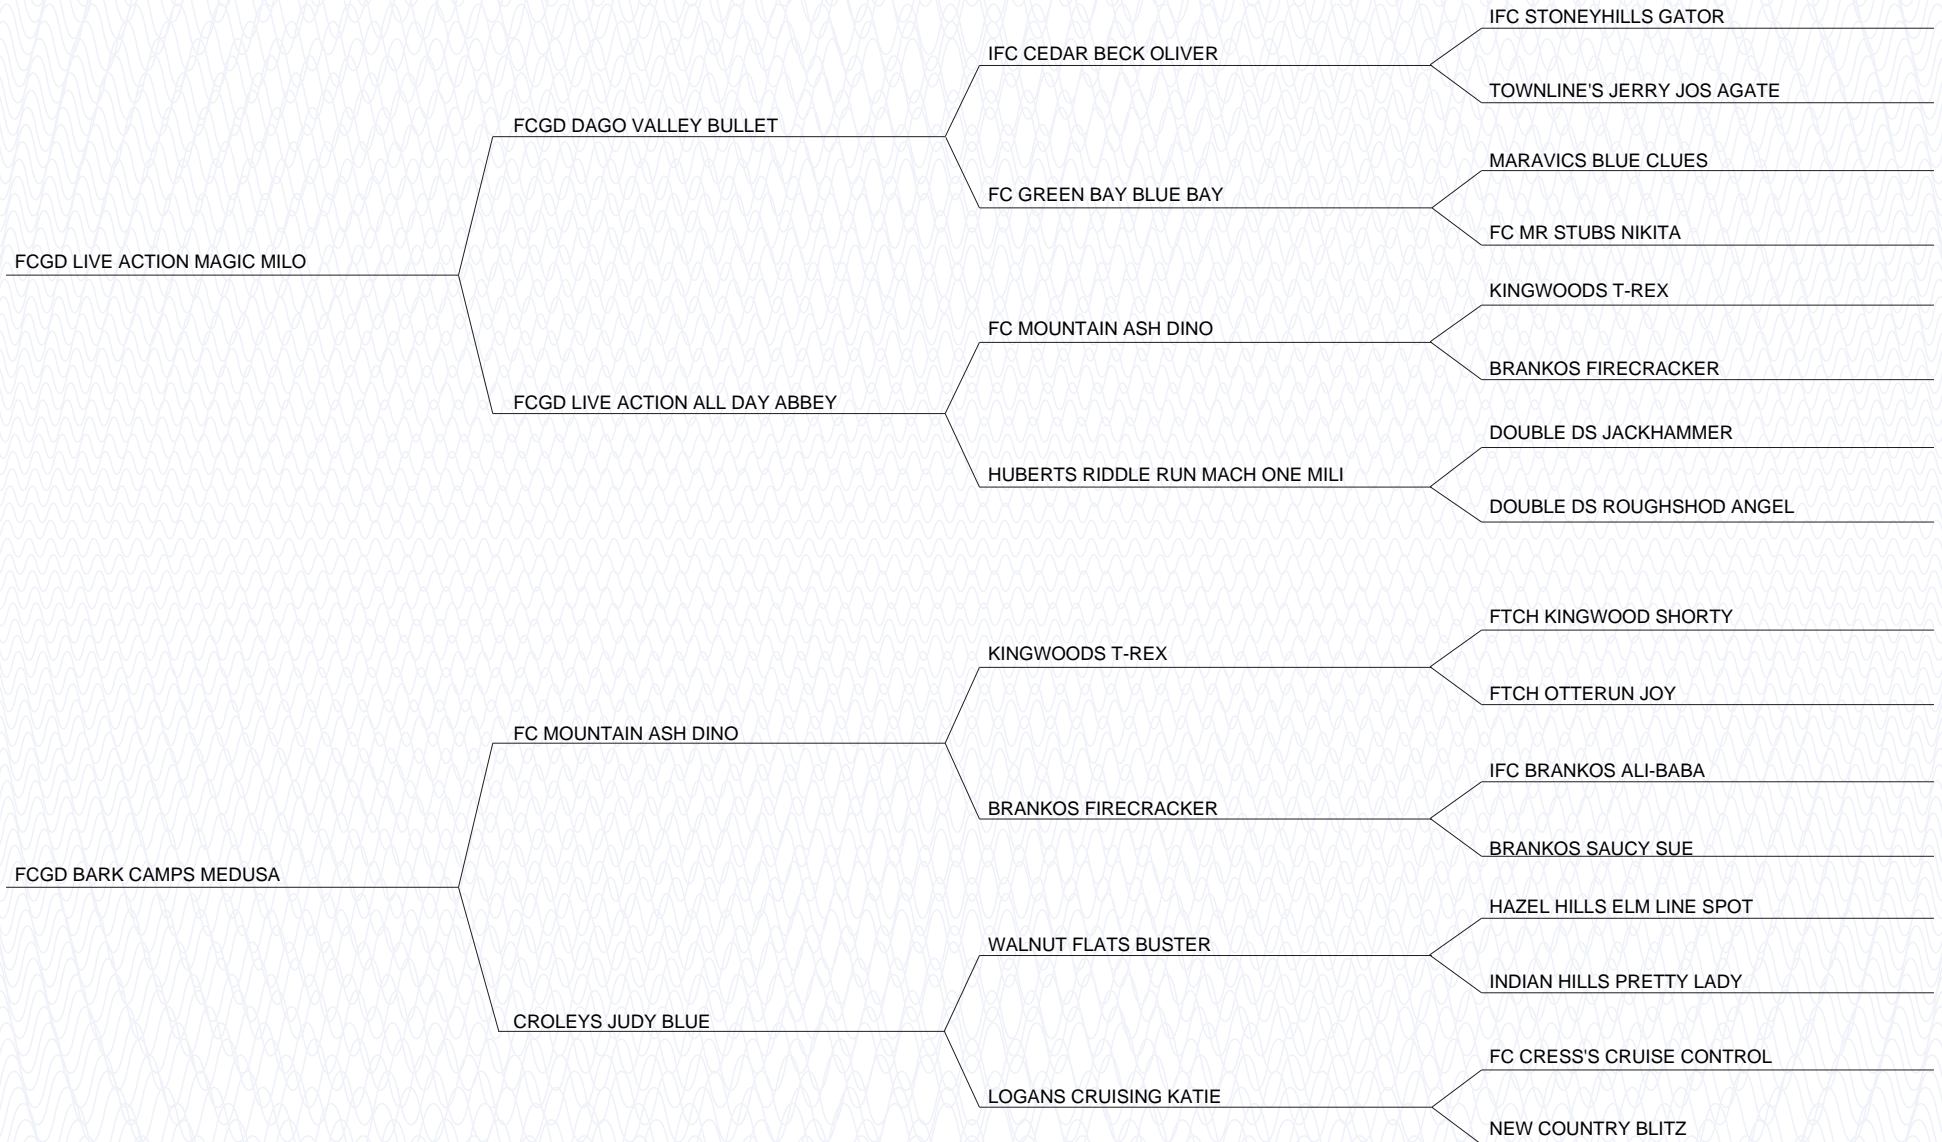 IFC STONEYHILLS GATOR
IFC CEDAR BECK OLIVER
TOWNLINE'S JERRY JOS AGATE
FCGD DAGO VALLEY BULLET
MARAVICS BLUE CLUES
FC GREEN BAY BLUE BAY
FC MR STUBS NIKITA
FCGD LIVE ACTION MAGIC MILO
KINGWOODS T-REX
FC MOUNTAIN ASH DINO
BRANKOS FIRECRACKER
FCGD LIVE ACTION ALL DAY ABBEY
DOUBLE DS JACKHAMMER
HUBERTS RIDDLE RUN MACH ONE MILI
DOUBLE DS ROUGHSHOD ANGEL
FTCH KINGWOOD SHORTY
KINGWOODS T-REX
FTCH OTTERUN JOY
FC MOUNTAIN ASH DINO
IFC BRANKOS ALI-BABA
BRANKOS FIRECRACKER
BRANKOS SAUCY SUE
FCGD BARK CAMPS MEDUSA
HAZEL HILLS ELM LINE SPOT
WALNUT FLATS BUSTER
INDIAN HILLS PRETTY LADY
CROLEYS JUDY BLUE
FC CRESS'S CRUISE CONTROL
LOGANS CRUISING KATIE
NEW COUNTRY BLITZ